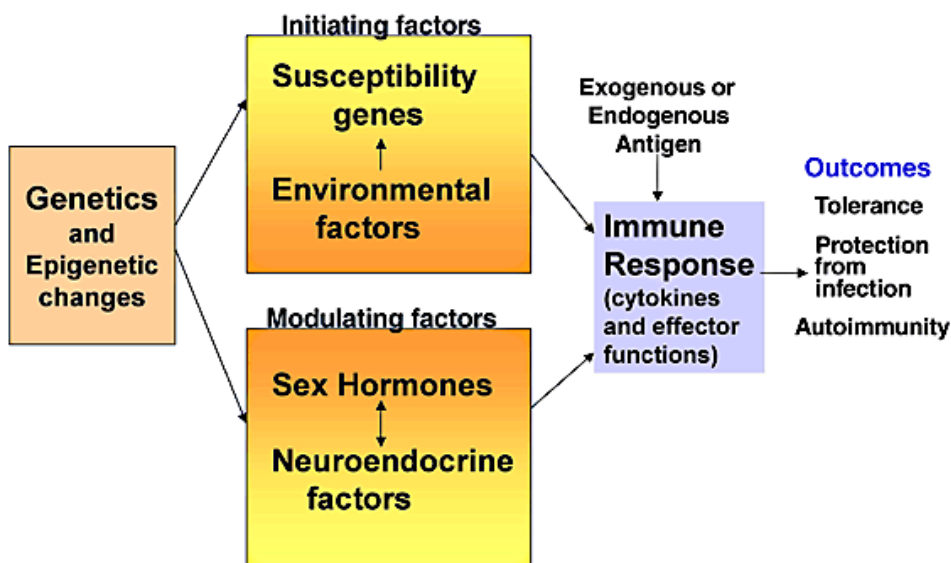 Initiating factors
Susceptibility
genes
Environmental
factors
Genetics
and
Epigenetic
changes
Modulating factors
Sex Hormones
Neuroendocrine
factors
Exogenous or
Endogenous
Antigen
Immune
Response
(cytokines
and effector
functions)
Outcomes
Tolerance
Protection
from
infection
Autoimmunity